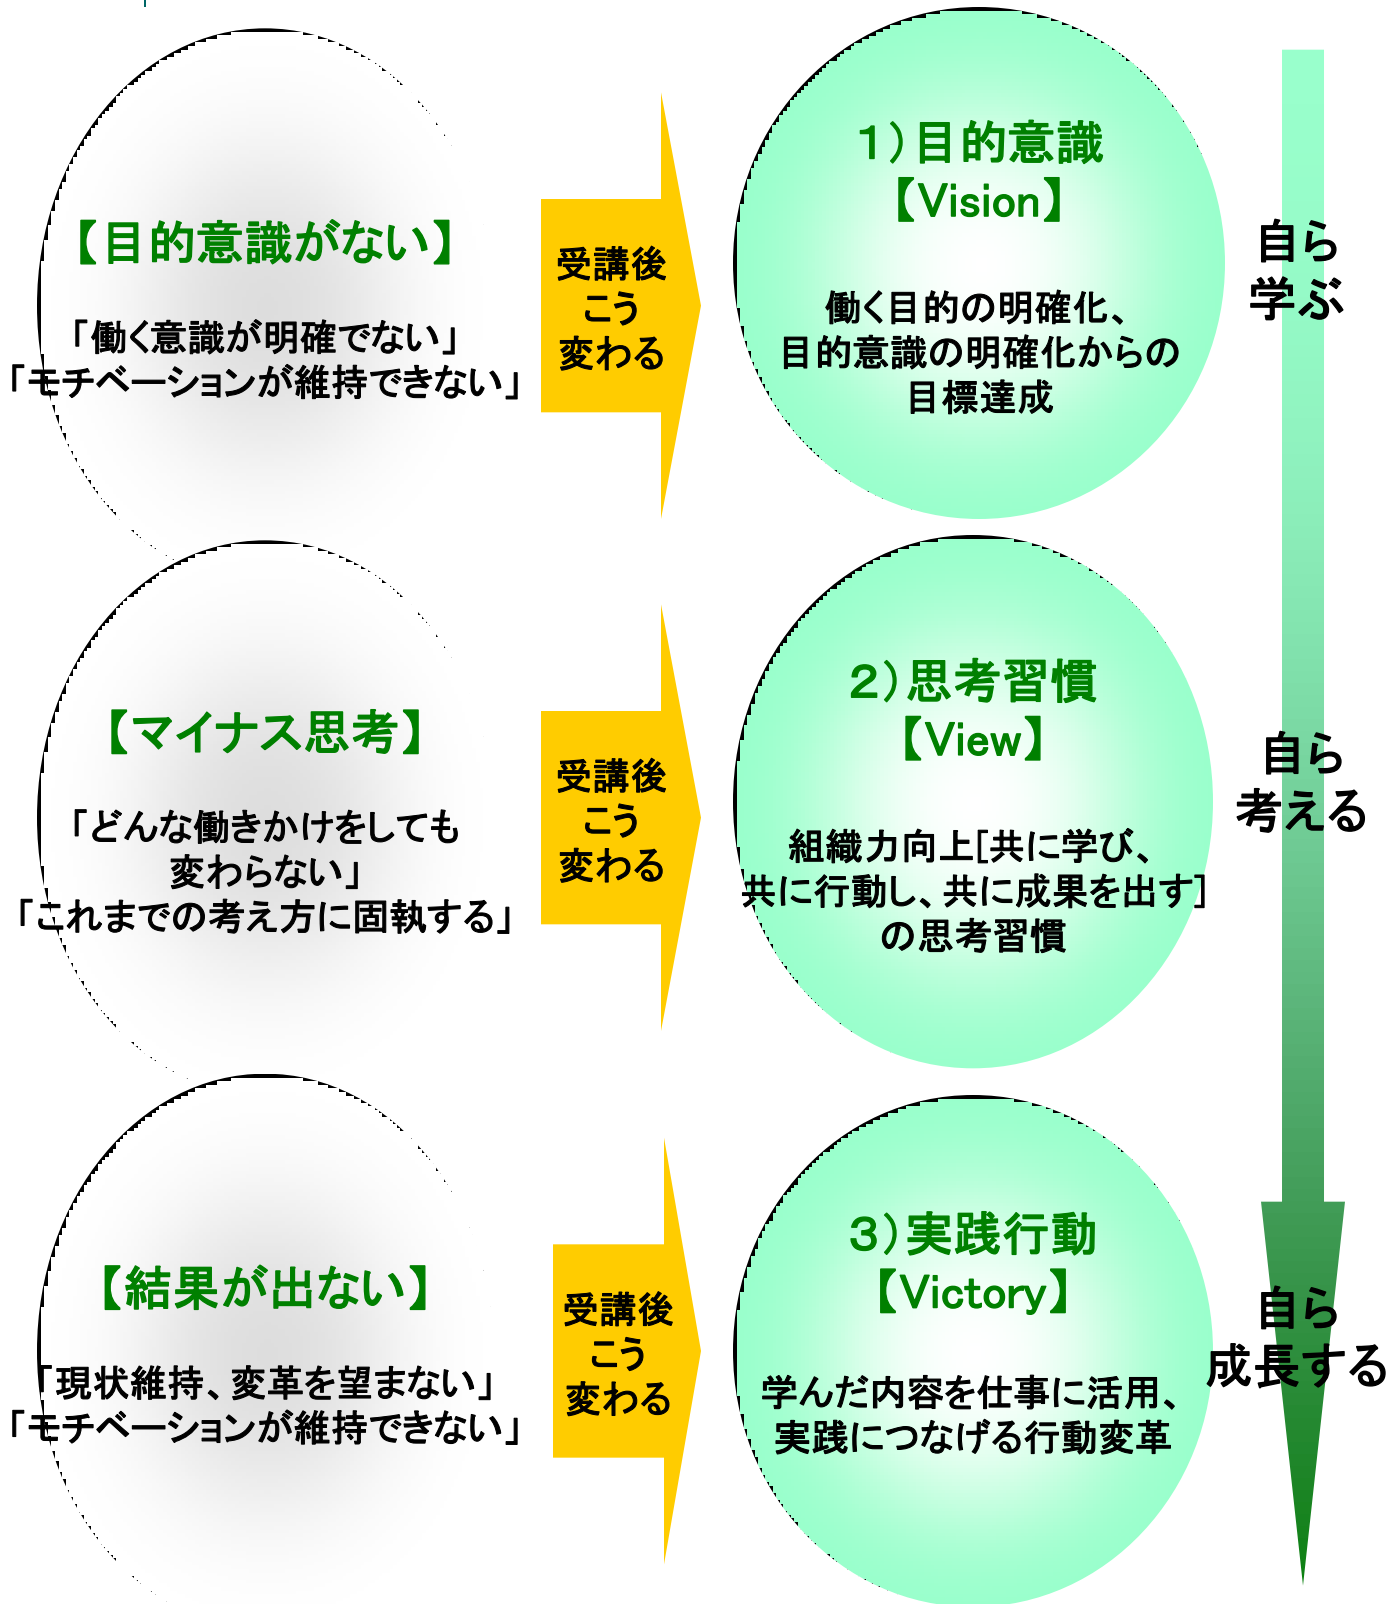 【目的意識がない】
「働く意識が明確でない」
「モチベーションが維持できない」
受講後
こう
変わる
1)目的意識
【Vision】
働く目的の明確化、
目的意識の明確化からの
目標達成
自ら
学ぶ
【マイナス思考】
「どんな働きかけをしても
変わらない」
「これまでの考え方に固執する」
受講後
こう
変わる
2)思考習慣
【View】
組織力向上[共に学び、
共に行動し、共に成果を出す]
の思考習慣
自ら
考える
【結果が出ない】
「現状維持、変革を望まない」
「モチベーションが維持できない」
受講後
こう
変わる
3)実践行動
【Victory】
学んだ内容を仕事に活用、
実践につなげる行動変革
自ら
成長する